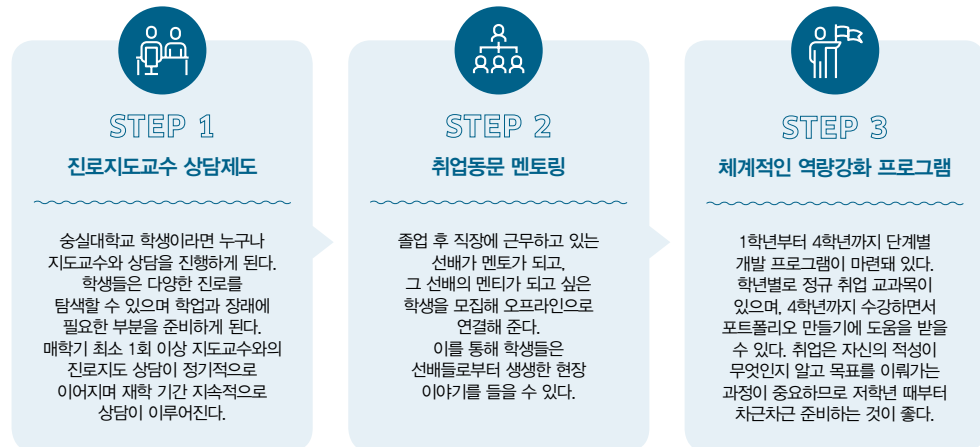 STEP 1
진로지도교수 상담제도
숭실대학교 학생이라면 누구나
지도교수와 상담을 진행하게 된다.
학생들은 다양한 진로를
탐색할 수 있으며 학업과 장래에
필요한 부분을 준비하게 된다.
매학기 최소 1회 이상 지도교수와의
진로지도 상담이 정기적으로
이어지며 재학 기간 지속적으로
상담이 이루어진다.
STEP 2
취업동문 멘토링
졸업 후 직장에 근무하고 있는
선배가 멘토가 되고,
그 선배의 멘티가 되고 싶은
학생을 모집해 오프라인으로
연결해 준다.
이를 통해 학생들은
선배들로부터 생생한 현장
이야기를 들을 수 있다.
STEP 3
체계적인 역량강화 프로그램
1학년부터 4학년까지 단계별
개발 프로그램이 마련돼 있다.
학년별로 정규 취업 교과목이
있으며, 4학년까지 수강하면서
포트폴리오 만들기에 도움을 받을
수 있다. 취업은 자신의 적성이
무엇인지 알고 목표를 이뤄가는
과정이 중요하므로 저학년 때부터
차근차근 준비하는 것이 좋다.